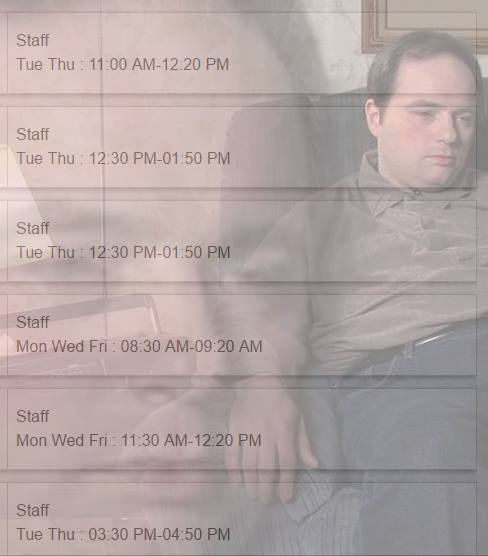 Staff
Tue Thu : 11:00 AM-12:20 PM
Staff
Tue Thu : 12:30 PM-01:50 PM
Staff
Tue Thu : 12:30 PM-01:50 PM
Staff
Mon Wed Fri : 08:30 AM-09:20 AM
Staff
Mon Wed Fri : 11:30 AM-12:20 PM
Staff
Tue Thu : 03:30 PM-04:50 PM